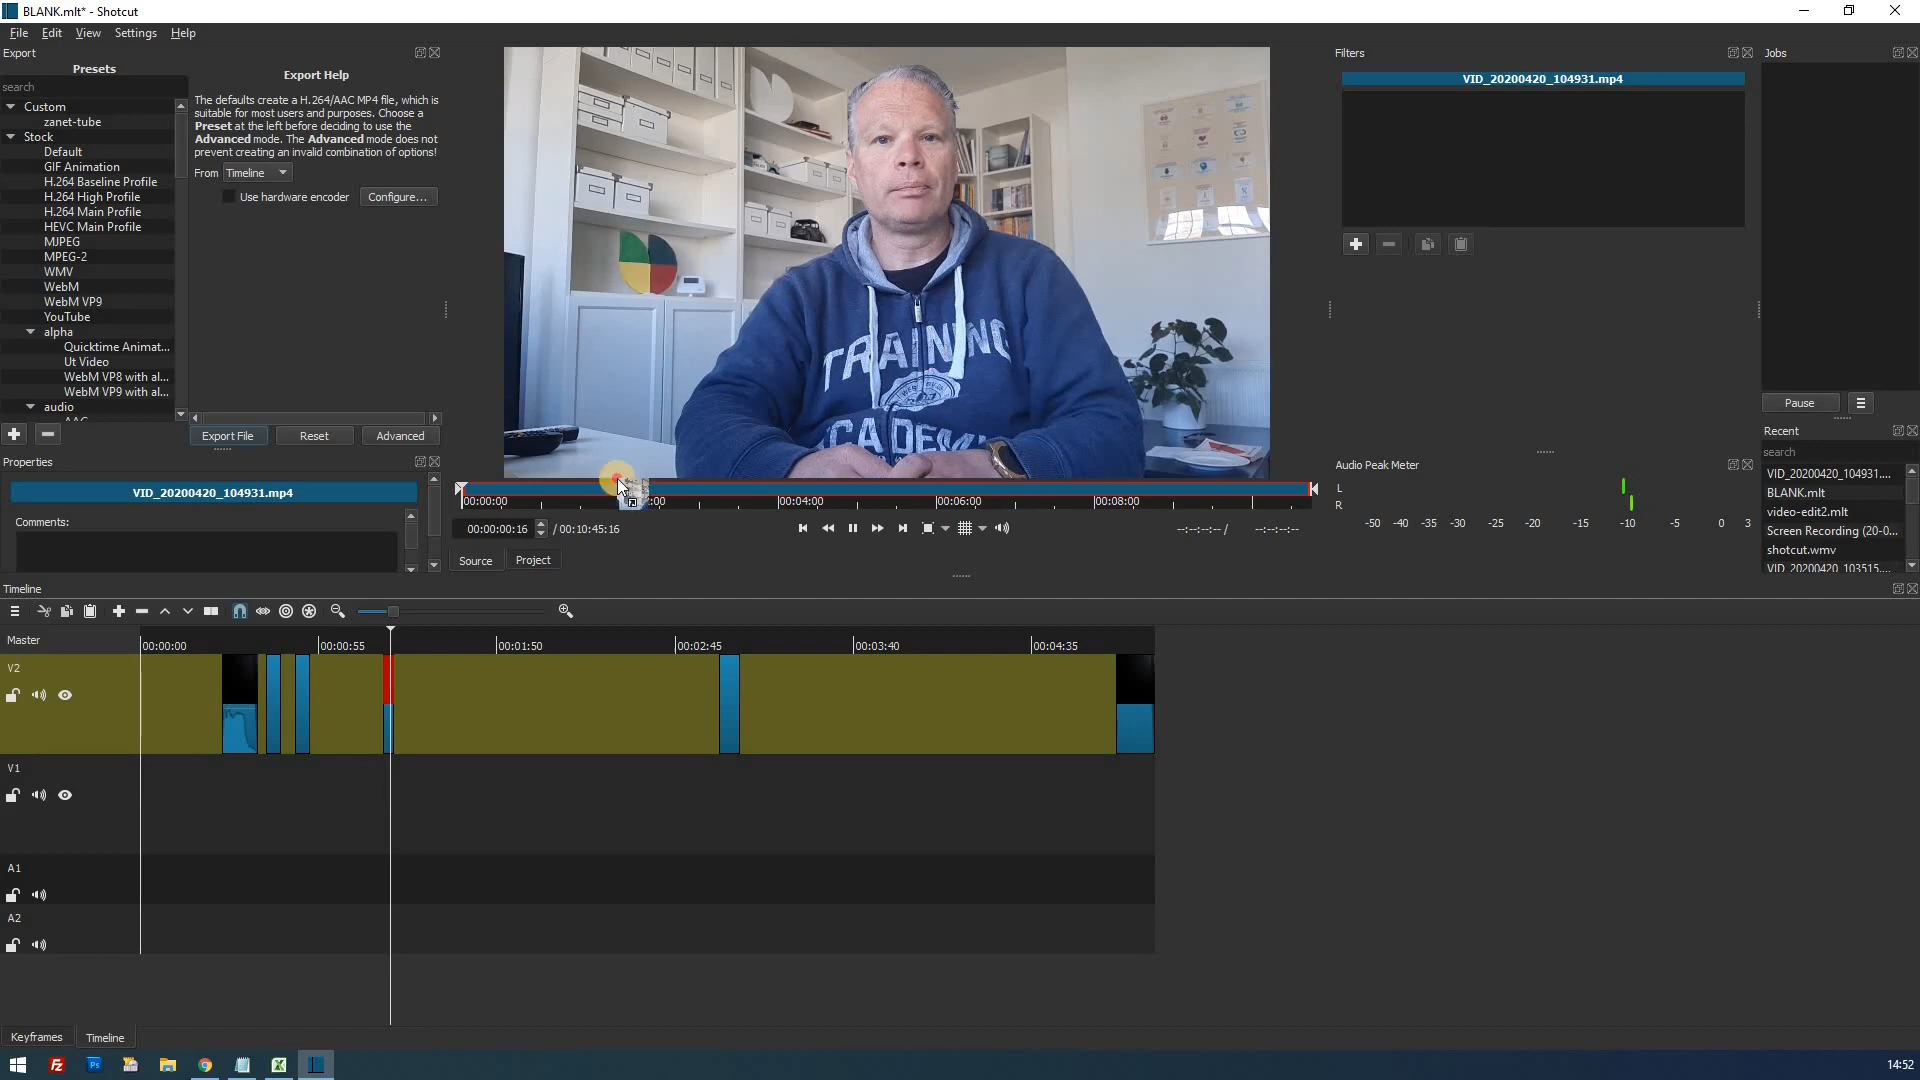 BLANK.mlt* - Shotcut
File Edit View Settings Help
Export
Presets
search
Custom
zanet-tube
Stock
Default
GIF Animation
H.264 Baseline Profile
H.264 High Profile
H.264 Main Profile
HEVC Main Profile
MJPEG
MPEG-2
WMV
WebM
WebM VP9
YouTube
alpha
Quicktime Animat...
Ut Video
WebM VP8 with al...
WebM VP9 with al...
audio
Export Help
The defaults create a H.264/AAC MP4 file, which is
suitable for most users and purposes. Choose a
Preset at the left before deciding to use the
Advanced mode. The Advanced mode does not
prevent creating an invalid combination of options!
From Timeline
Use hardware encoder Configure...
Export File Reset Advanced
Properties
VID_20200420_104931.mp4
Comments:
TRAINING
ACADEM
00:00:00 :00 00:04:00 00:06:00 00:08:00
00:00:00:16 / 00:10:45:16 --:--:--:-- / --:--:--:--
Source Project
Filters
VID_20200420_104931.mp4
Audio Peak Meter
L
R
-50 -40 -35 -30 -25 -20 -15 -10 -5 0 3
Jobs
Pause
Recent
search
VID_20200420_104931....
BLANK.mlt
video-edit2.mlt
Screen Recording (20-0...
shotcut.wmv
VID_20200420_103515....
Timeline
Master
00:00:00 00:00:55 00:01:50 00:02:45 00:03:40 00:04:35
V2
V1
A1
A2
Keyframes Timeline
Fz Ps
14:52